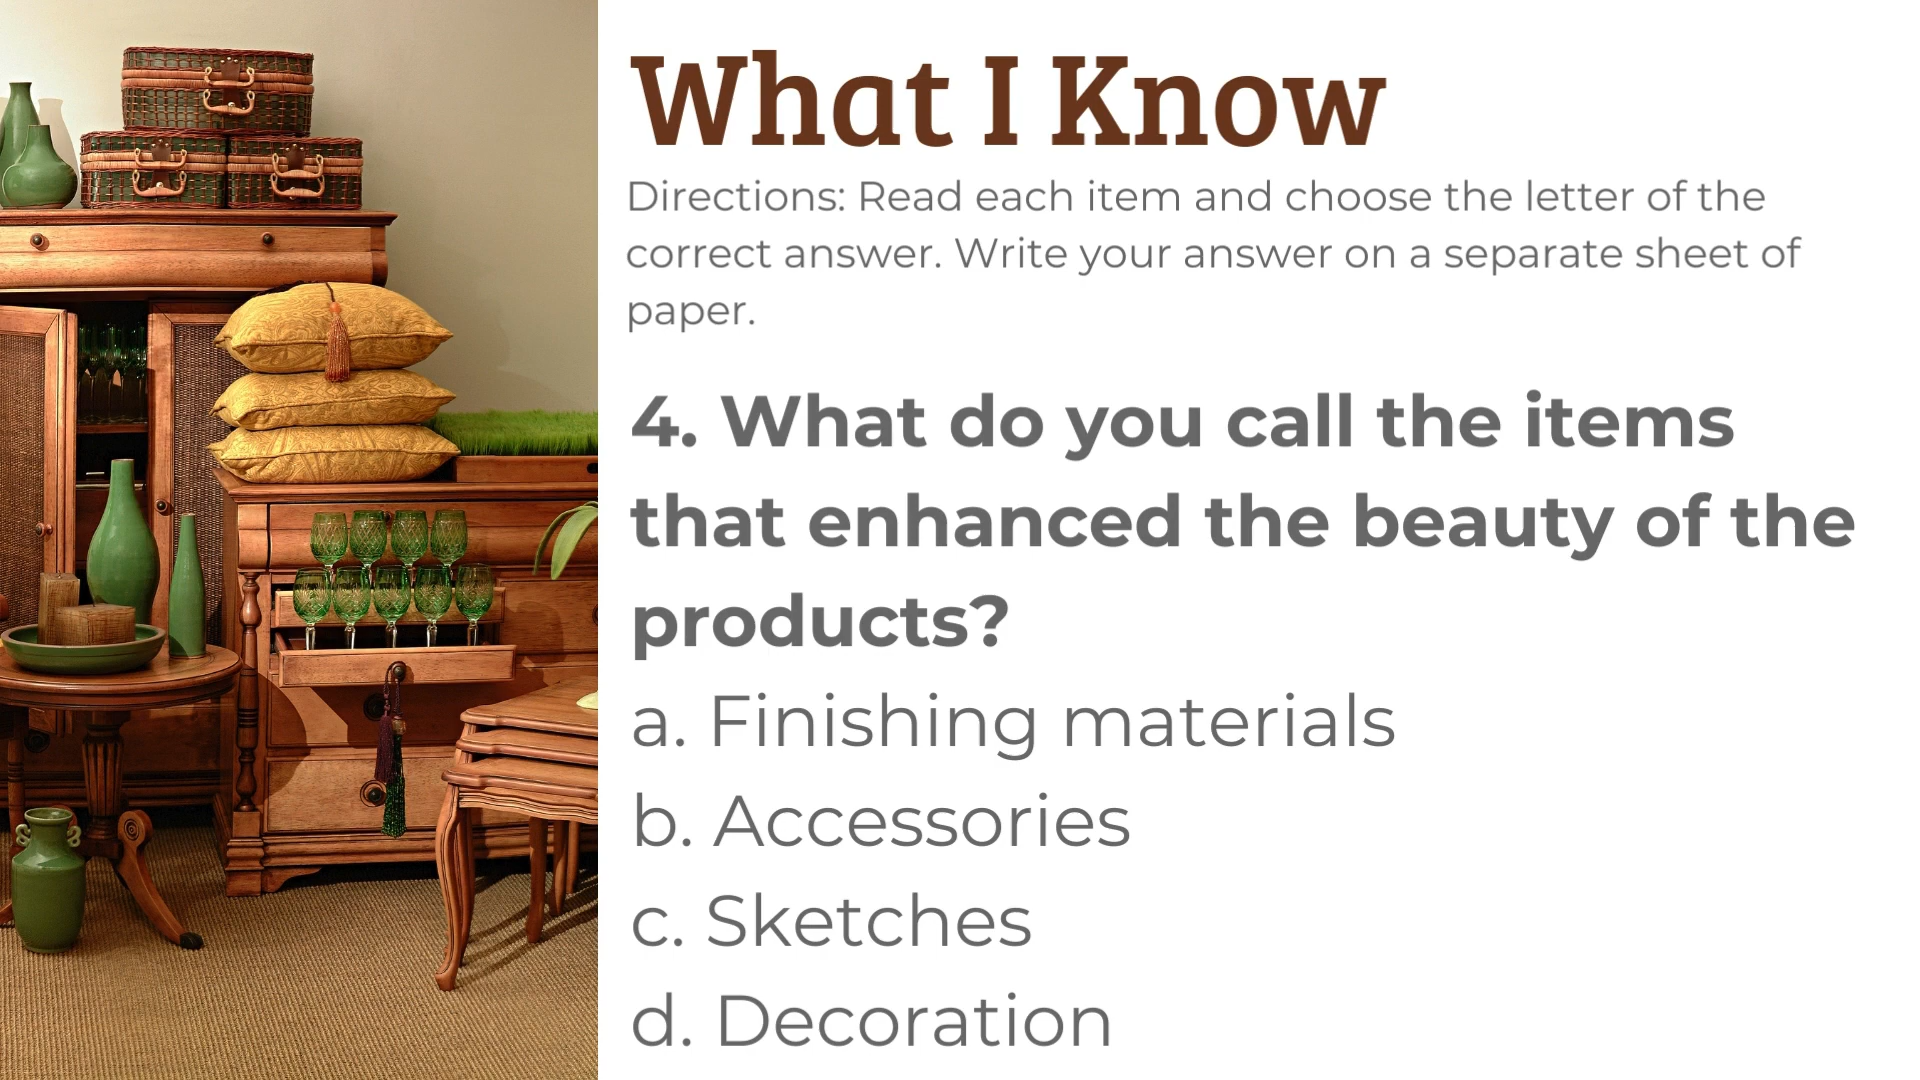 What I Know
Directions: Read each item and choose the letter of the
correct answer. Write your answer on a separate sheet of
paper.
4. What do you call the items
that enhanced the beauty of the
products?
a. Finishing materials
b. Accessories
c. Sketches
d. Decoration